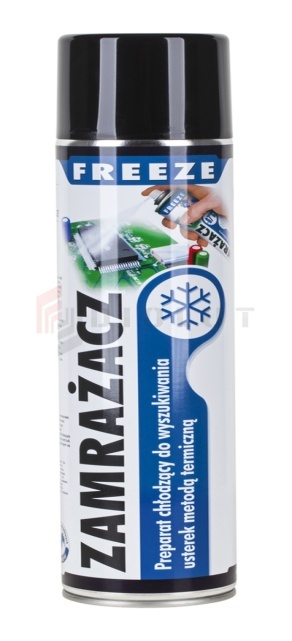 FREEZE
ZAMRAŻACZ
Preparat chłodzący do wyszukiwania
usterek metodą termiczną